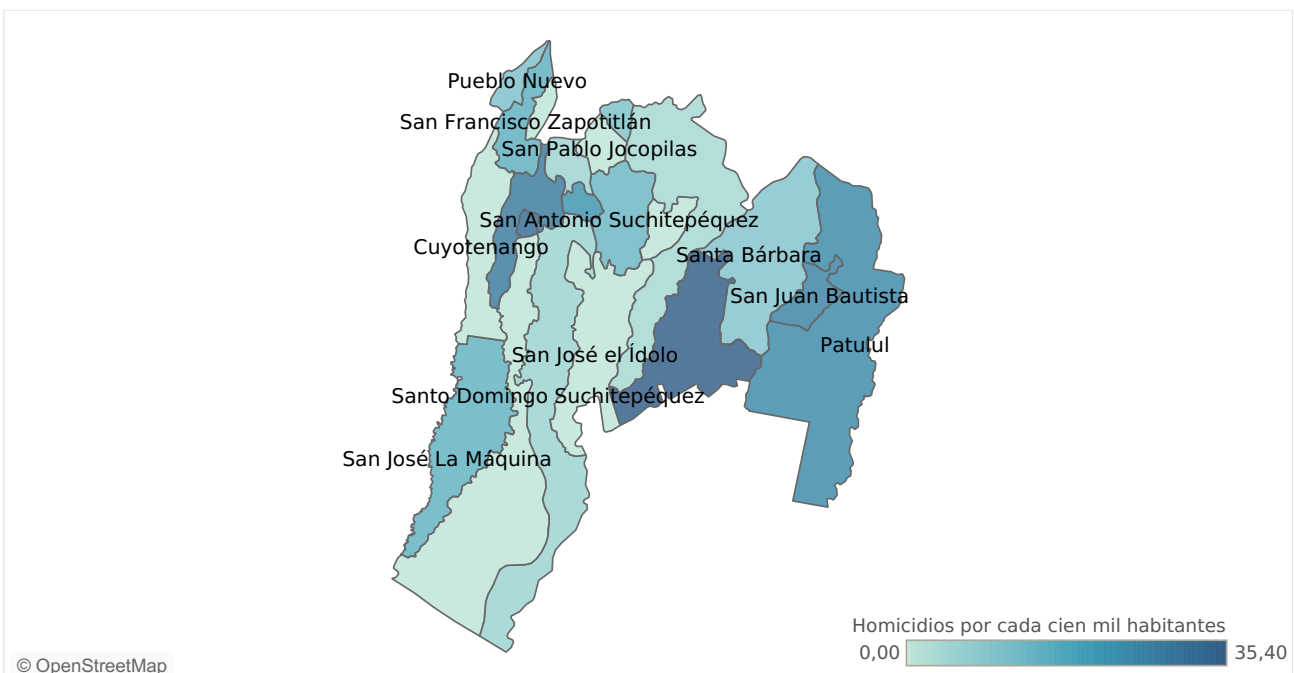 Pueblo Nuevo
San Francisco Zapotitlán
San Pablo Jocopilas
San Antonio Suchitepéquez
Cuyotenango
Santa Bárbara
San Juan Bautista
Patulul
San José el Ídolo
Santo Domingo Suchitepéquez
San José La Máquina
Homicidios por cada cien mil habitantes
0,00 35,40
© OpenStreetMap